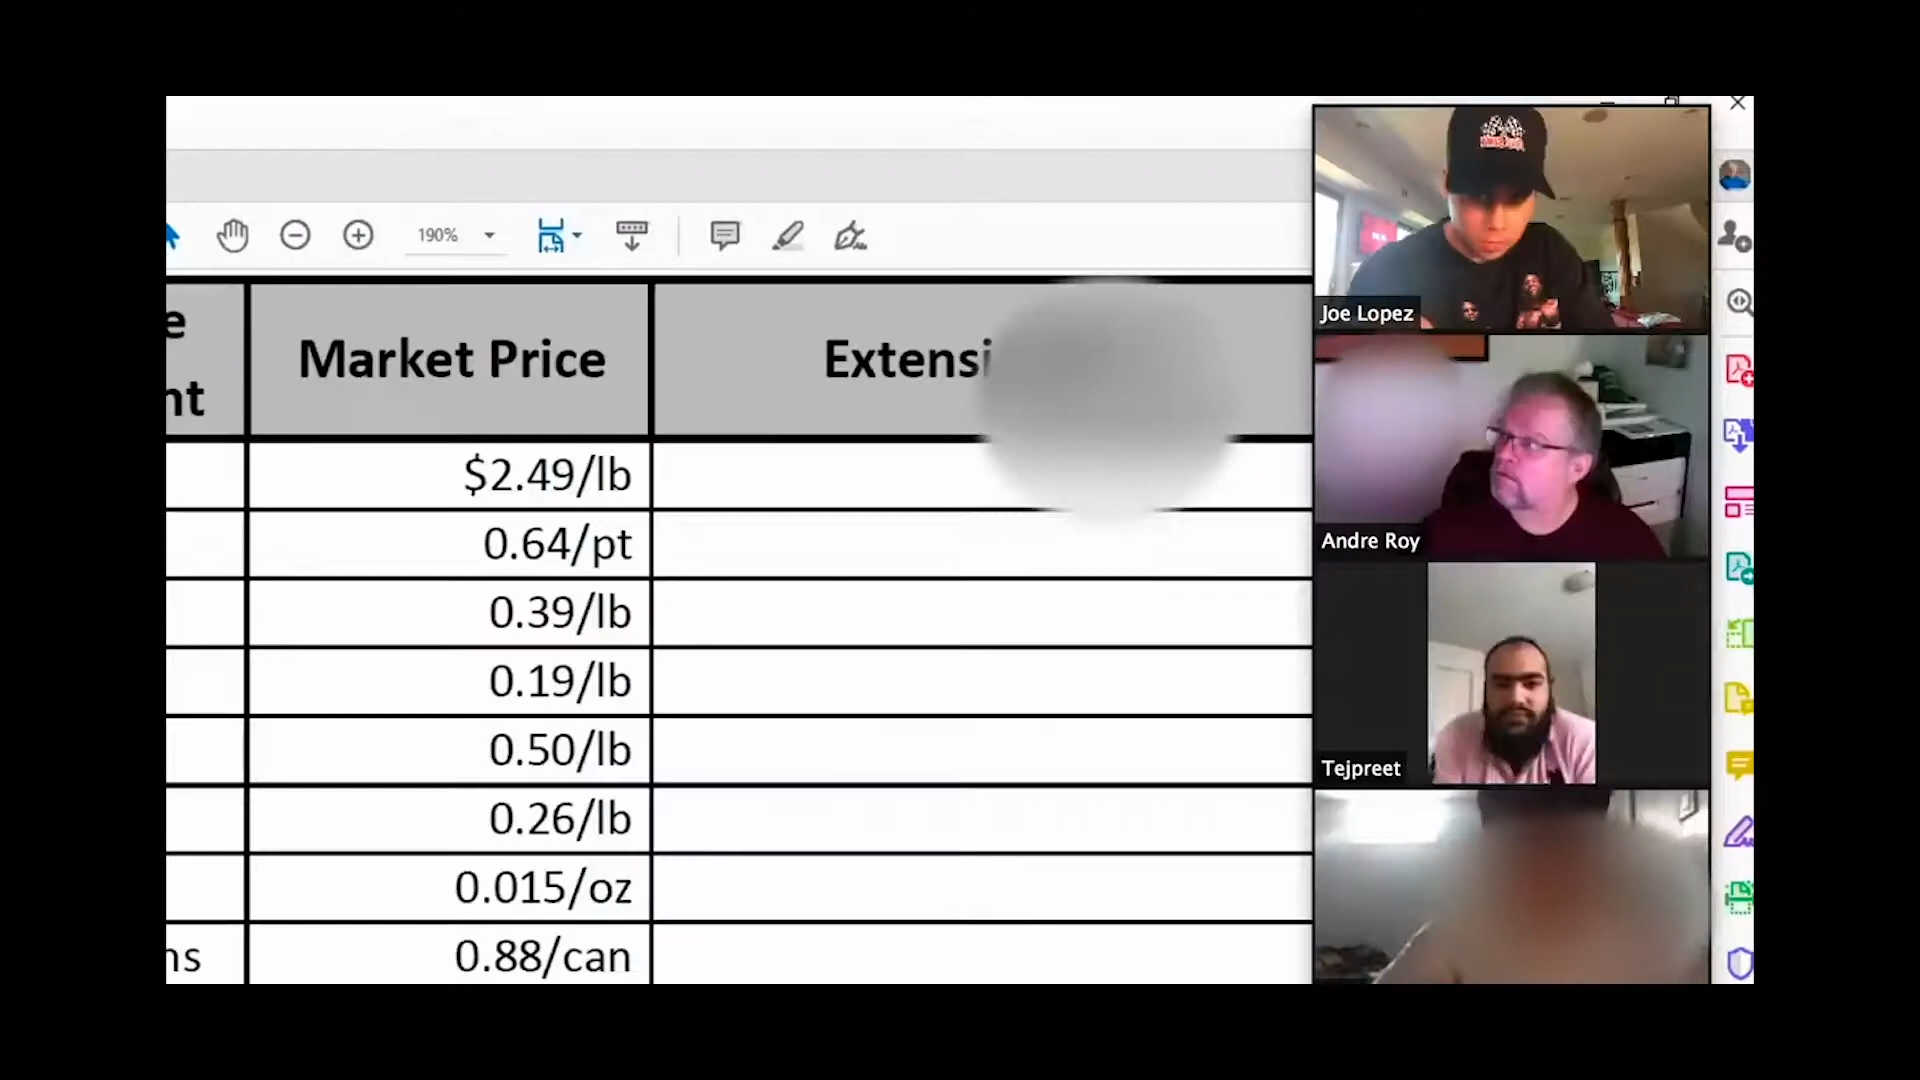 190%
e
nt
Market Price
Extensi
$2.49/lb
0.64/pt
0.39/lb
0.19/lb
0.50/lb
0.26/lb
0.015/oz
ns
0.88/can
Joe Lopez
Andre Roy
Tejpreet